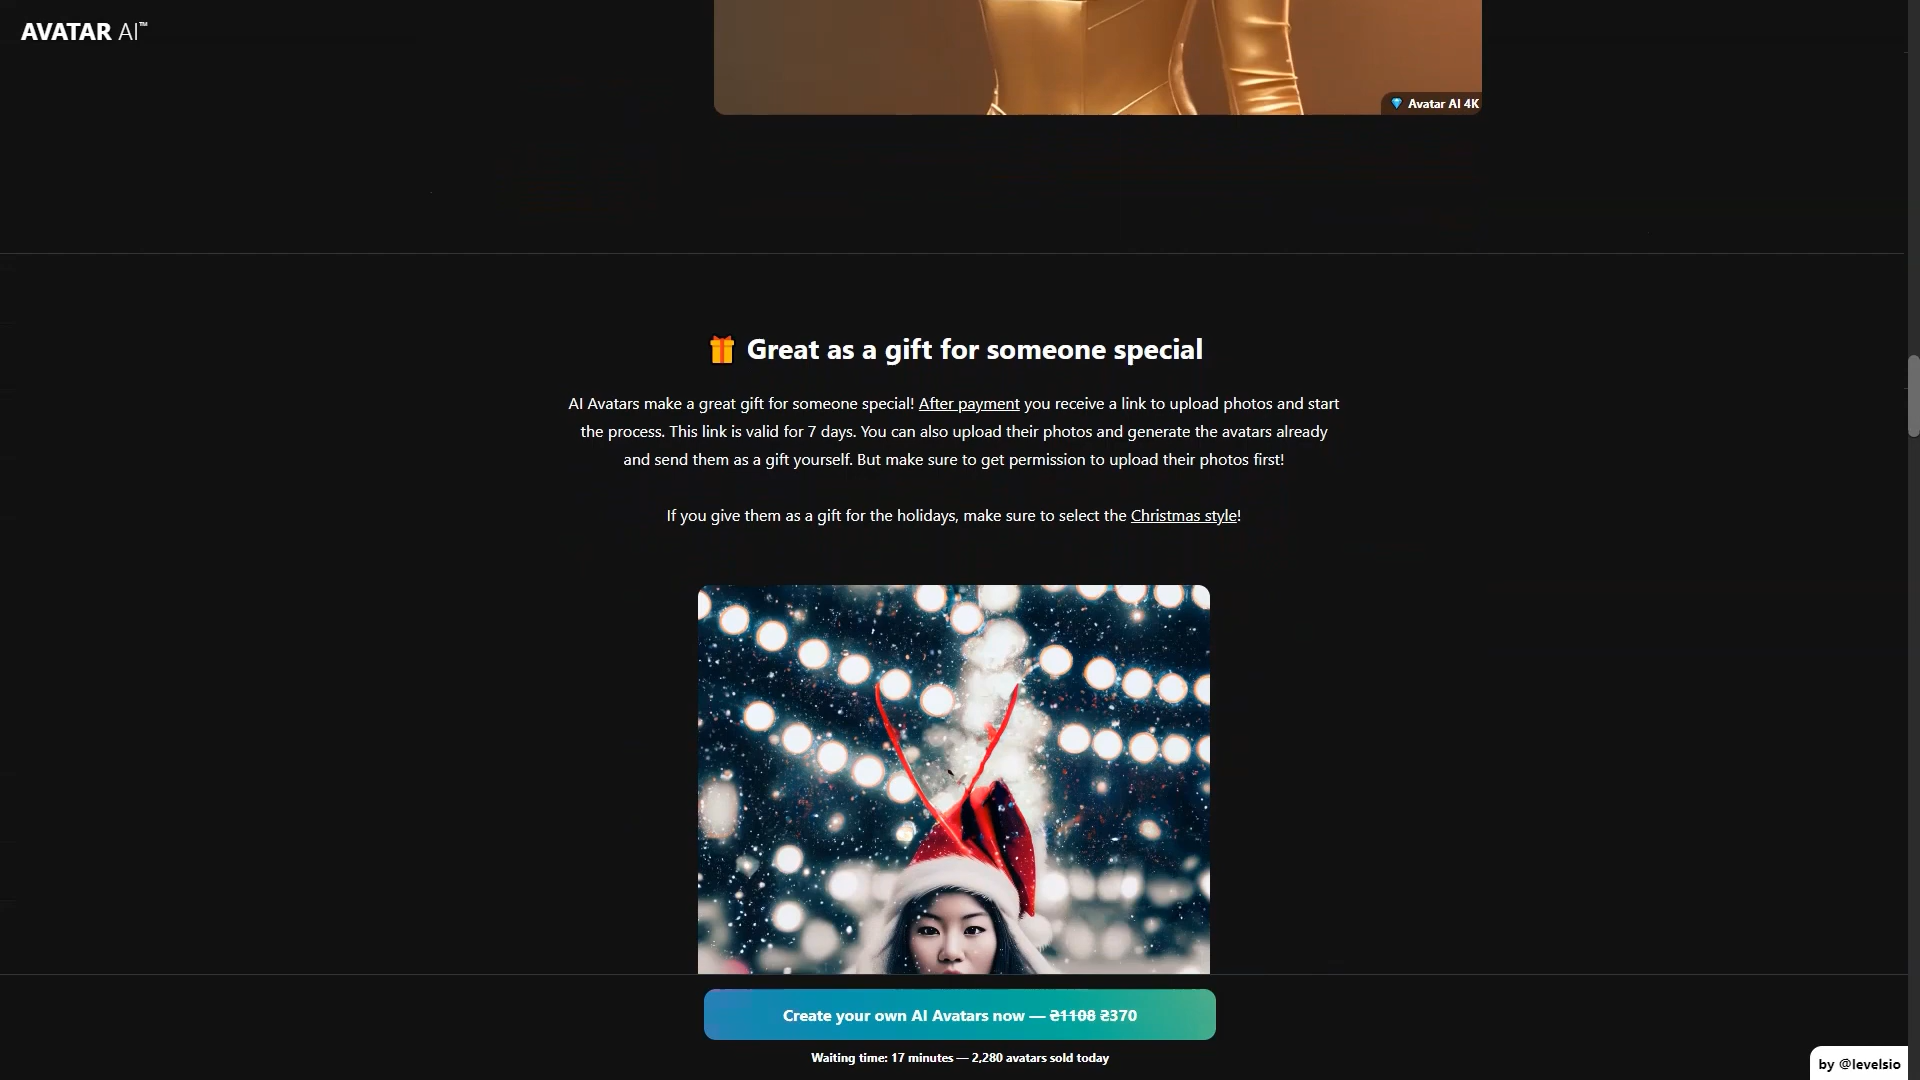 AVATAR AI™
Avatar AI 4K
Great as a gift for someone special
AI Avatars make a great gift for someone special! After payment you receive a link to upload photos and start
the process. This link is valid for 7 days. You can also upload their photos and generate the avatars already
and send them as a gift yourself. But make sure to get permission to upload their photos first!
If you give them as a gift for the holidays, make sure to select the Christmas style!
Create your own AI Avatars now — ₴1108 ₴370
Waiting time: 17 minutes — 2,280 avatars sold today
by @levelsio